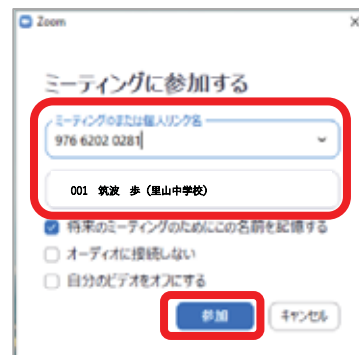 Zoom
ミーティングに参加する
ミーティングIDまたは個人リンク名
976 6202 0281
001 筑波 歩 (里山中学校)
将来のミーティングのためにこの名前を記憶する
オーディオに接続しない
自分のビデオをオフにする
参加
キャンセル